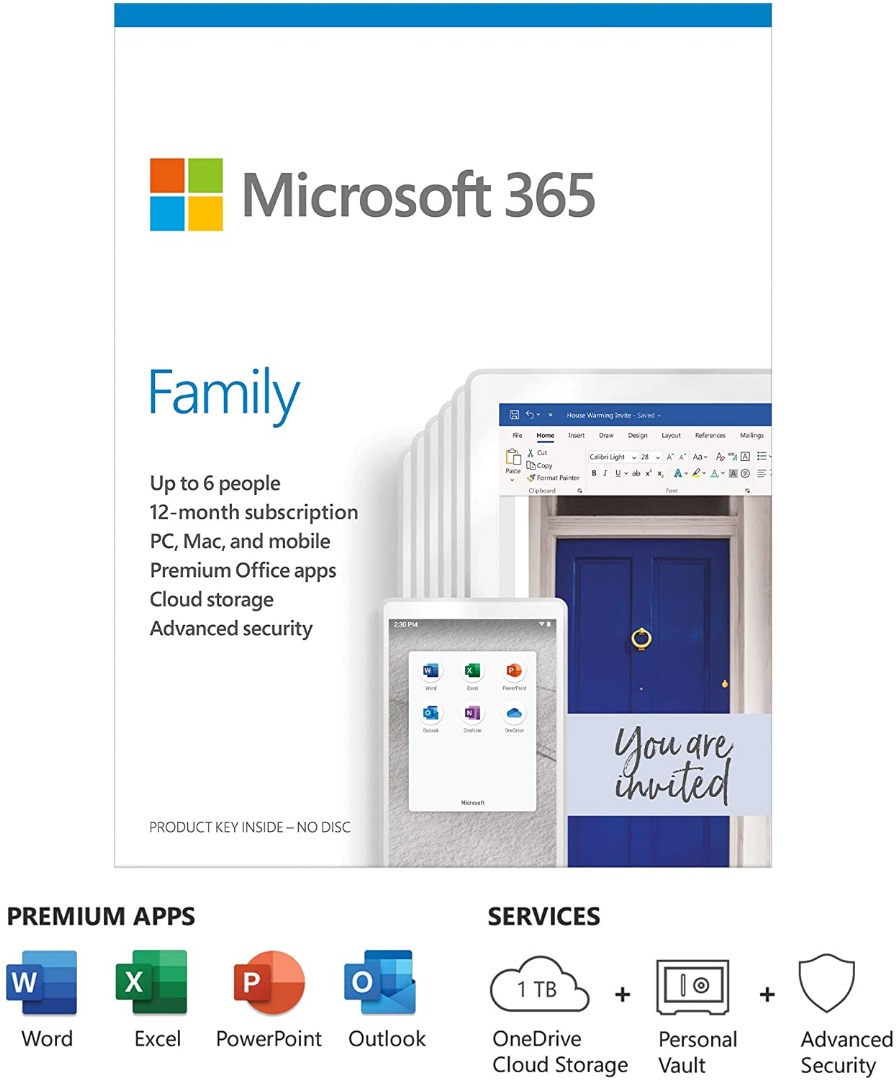 Microsoft 365
Family
Up to 6 people
12-month subscription
PC, Mac, and mobile
Premium Office apps
Cloud storage
Advanced security
PRODUCT KEY INSIDE – NO DISC
House Warming Invite - Saved
File Home Insert Draw Design Layout References Mailings
Paste
Cut
Copy
Format Painter
Calibri Light 28
Clipboard
Font
2:30 PM
Word Excel PowerPoint
Outlook OneNote OneDrive
Microsoft
You are
invited
PREMIUM APPS
W X P O
Word Excel PowerPoint Outlook
SERVICES
1 TB + +
OneDrive
Cloud Storage
Personal
Vault
Advanced
Security